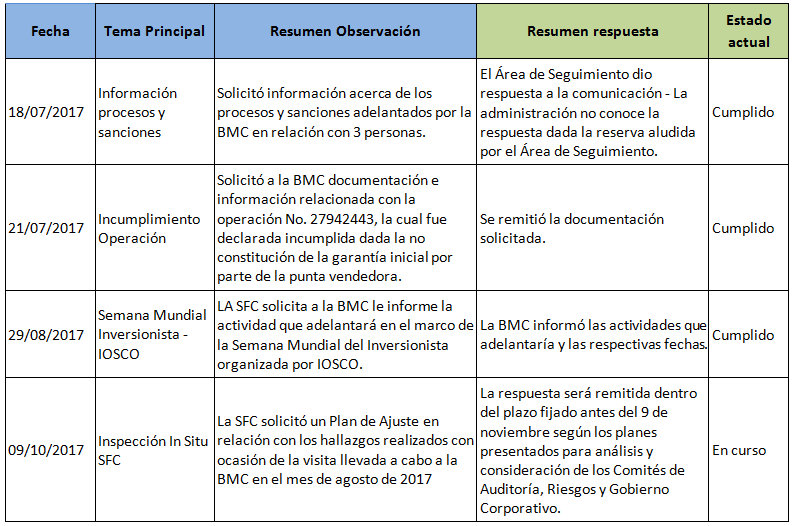 Fecha
Tema Principal
Resumen Observación
Resumen respuesta
Estado
actual
18/07/2017
Información
procesos y
sanciones
Solicitó información acerca de los
procesos y sanciones adelantados por la
BMC en relación con 3 personas.
El Área de Seguimiento dio
respuesta a la comunicación - La
administración no conoce la
respuesta dada la reserva aludida
por el Área de Seguimiento.
Cumplido
21/07/2017
Incumplimiento
Operación
Solicitó a la BMC documentación e
información relacionada con la
operación No. 27942443, la cual fue
declarada incumplida dada la no
constitución de la garantía inicial por
parte de la punta vendedora.
Se remitió la documentación
solicitada.
Cumplido
29/08/2017
Semana Mundial
Inversionista -
IOSCO
LA SFC solicita a la BMC le informe la
actividad que adelantará en el marco de
la Semana Mundial del Inversionista
organizada por IOSCO.
La BMC informó las actividades que
adelantaría y las respectivas fechas.
Cumplido
09/10/2017
Inspección In Situ
SFC
La SFC solicitó un Plan de Ajuste en
relación con los hallazgos realizados con
ocasión de la visita llevada a cabo a la
BMC en el mes de agosto de 2017
La respuesta será remitida dentro
del plazo fijado antes del 9 de
noviembre según los planes
presentados para análisis y
consideración de los Comités de
Auditoría, Riesgos y Gobierno
Corporativo.
En curso